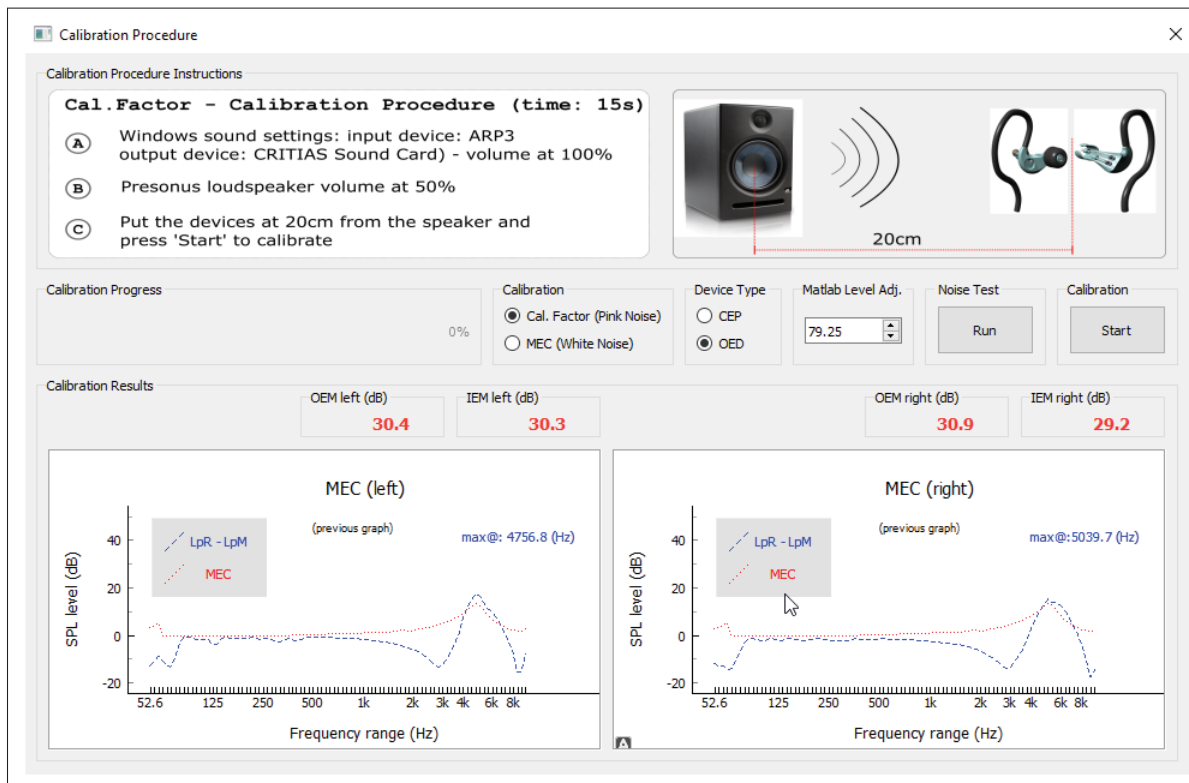 Calibration Procedure
Calibration Procedure Instructions
Cal.Factor - Calibration Procedure (time: 15s)
A Windows sound settings: input device: ARP3
output device: CRITIAS Sound Card) - volume at 100%
B Presonus loudspeaker volume at 50%
C Put the devices at 20cm from the speaker and
press 'Start' to calibrate
20cm
Calibration Progress
0%
Calibration
Cal. Factor (Pink Noise)
MEC (White Noise)
Device Type
CEP
OED
Matlab Level Adj.
79.25
Noise Test
Run
Calibration
Start
Calibration Results
OEM left (dB)
30.4
IEM left (dB)
30.3
OEM right (dB)
30.9
IEM right (dB)
29.2
MEC (left)
(previous graph)
LpR - LpM
MEC
max@: 4756.8 (Hz)
SPL level (dB)
40
20
0
-20
52.6 125 250 500 1k 2k 3k 4k 6k 8k
Frequency range (Hz)
MEC (right)
(previous graph)
LpR - LpM
MEC
max@:5039.7 (Hz)
SPL level (dB)
40
20
0
-20
52.6 125 250 500 1k 2k 3k 4k 6k 8k
Frequency range (Hz)
A